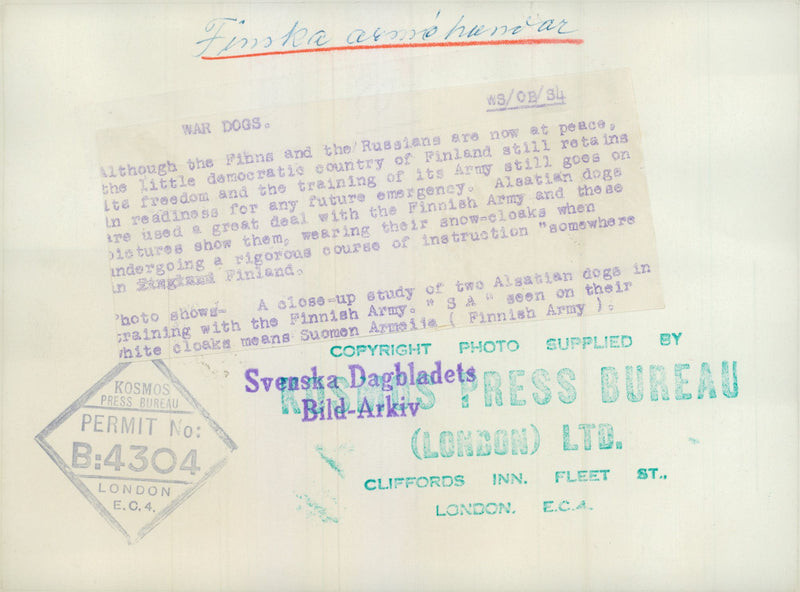 Finska arméhundar
WS/OB/S4
WAR DOGS.
Although the Finns and the Russians are now at peace,
the little democratic country of Finland still retains
its freedom and the training of its Army still goes on
in readiness for any future emergency. Alsatian dogs
are used a great deal with the Finnish Army and these
pictures show them, wearing their snow-cloaks when
undergoing a rigorous course of instruction "somewhere
in England Finland.
Photo shows- A close-up study of two Alsatian dogs in
training with the Finnish Army. " S A " seen on their
white cloaks means Suomen Armeija ( Finnish Army ).
COPYRIGHT PHOTO SUPPLIED BY
KOSMOS PRESS BUREAU
(LONDON) LTD.
CLIFFORDS INN. FLEET ST.,
LONDON. E.C.4.
Svenska Dagbladets
Bild-Arkiv
KOSMOS
PRESS BUREAU
PERMIT No:
B:4304
LONDON
E.C.4.